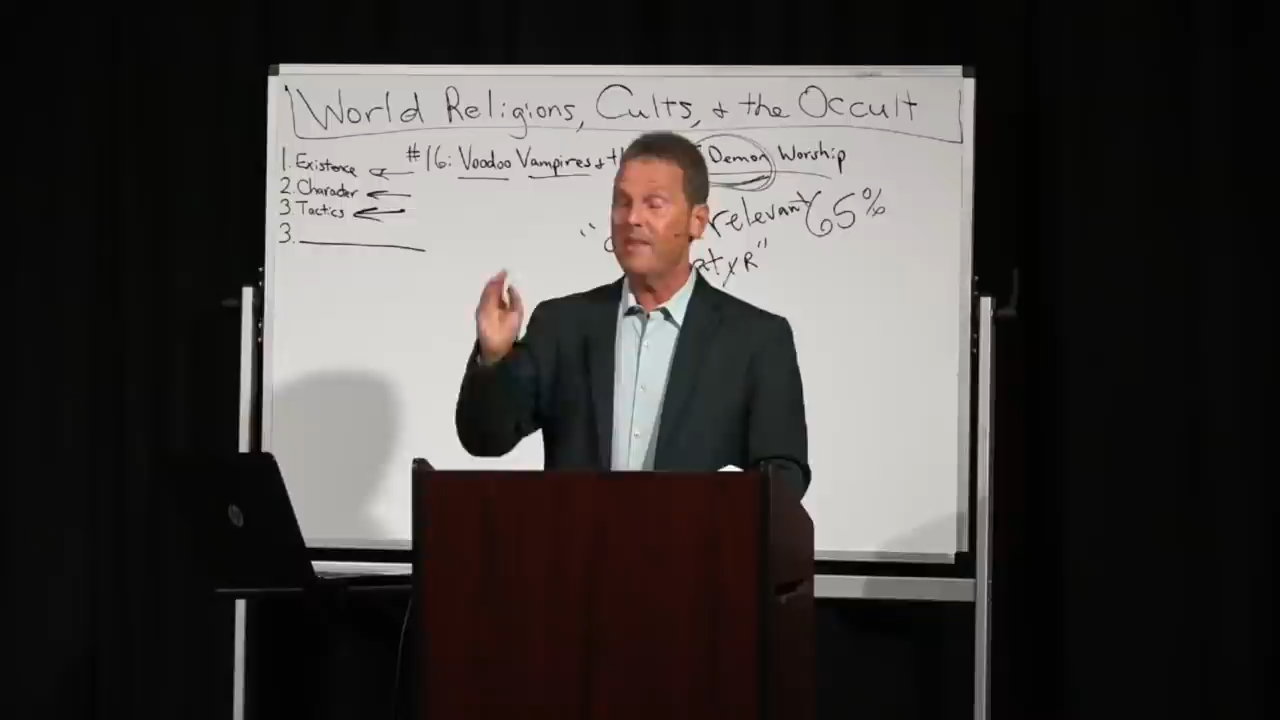 World Religions, Cults, & the Occult
#16: Voodoo Vampires & Demon Worship
1. Existence
2. Character
3 Tactics
3.
relevant 65%